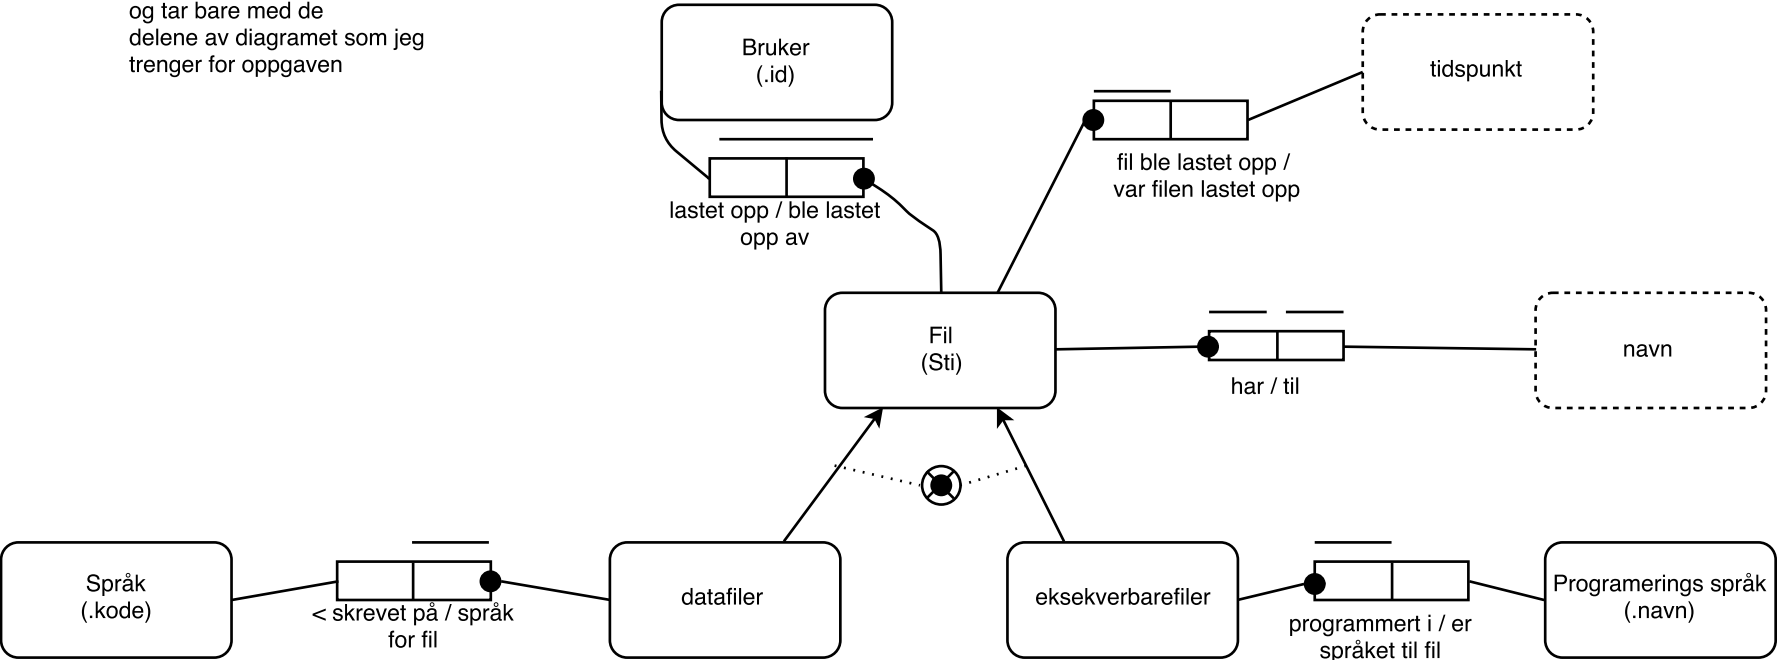 og tar bare med de
delene av diagramet som jeg
trenger for oppgaven
Bruker
(.id)
tidspunkt
fil ble lastet opp /
var filen lastet opp
lastet opp / ble lastet
opp av
Fil
(Sti)
navn
har / til
Språk
(.kode)
< skrevet på / språk
for fil
datafiler
eksekverbarefiler
programmert i / er
språket til fil
Programerings språk
(.navn)